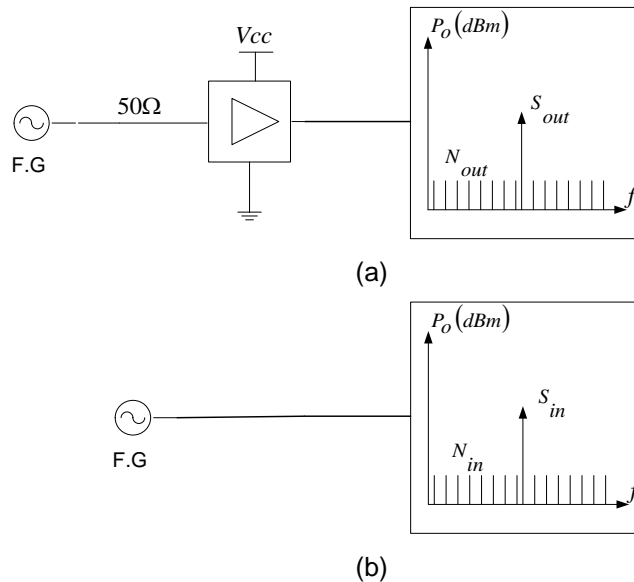 Vcc
50Ω
F.G
P_o (dBm)
S_out
N_out
f
(a)
F.G
P_o (dBm)
S_in
N_in
f
(b)